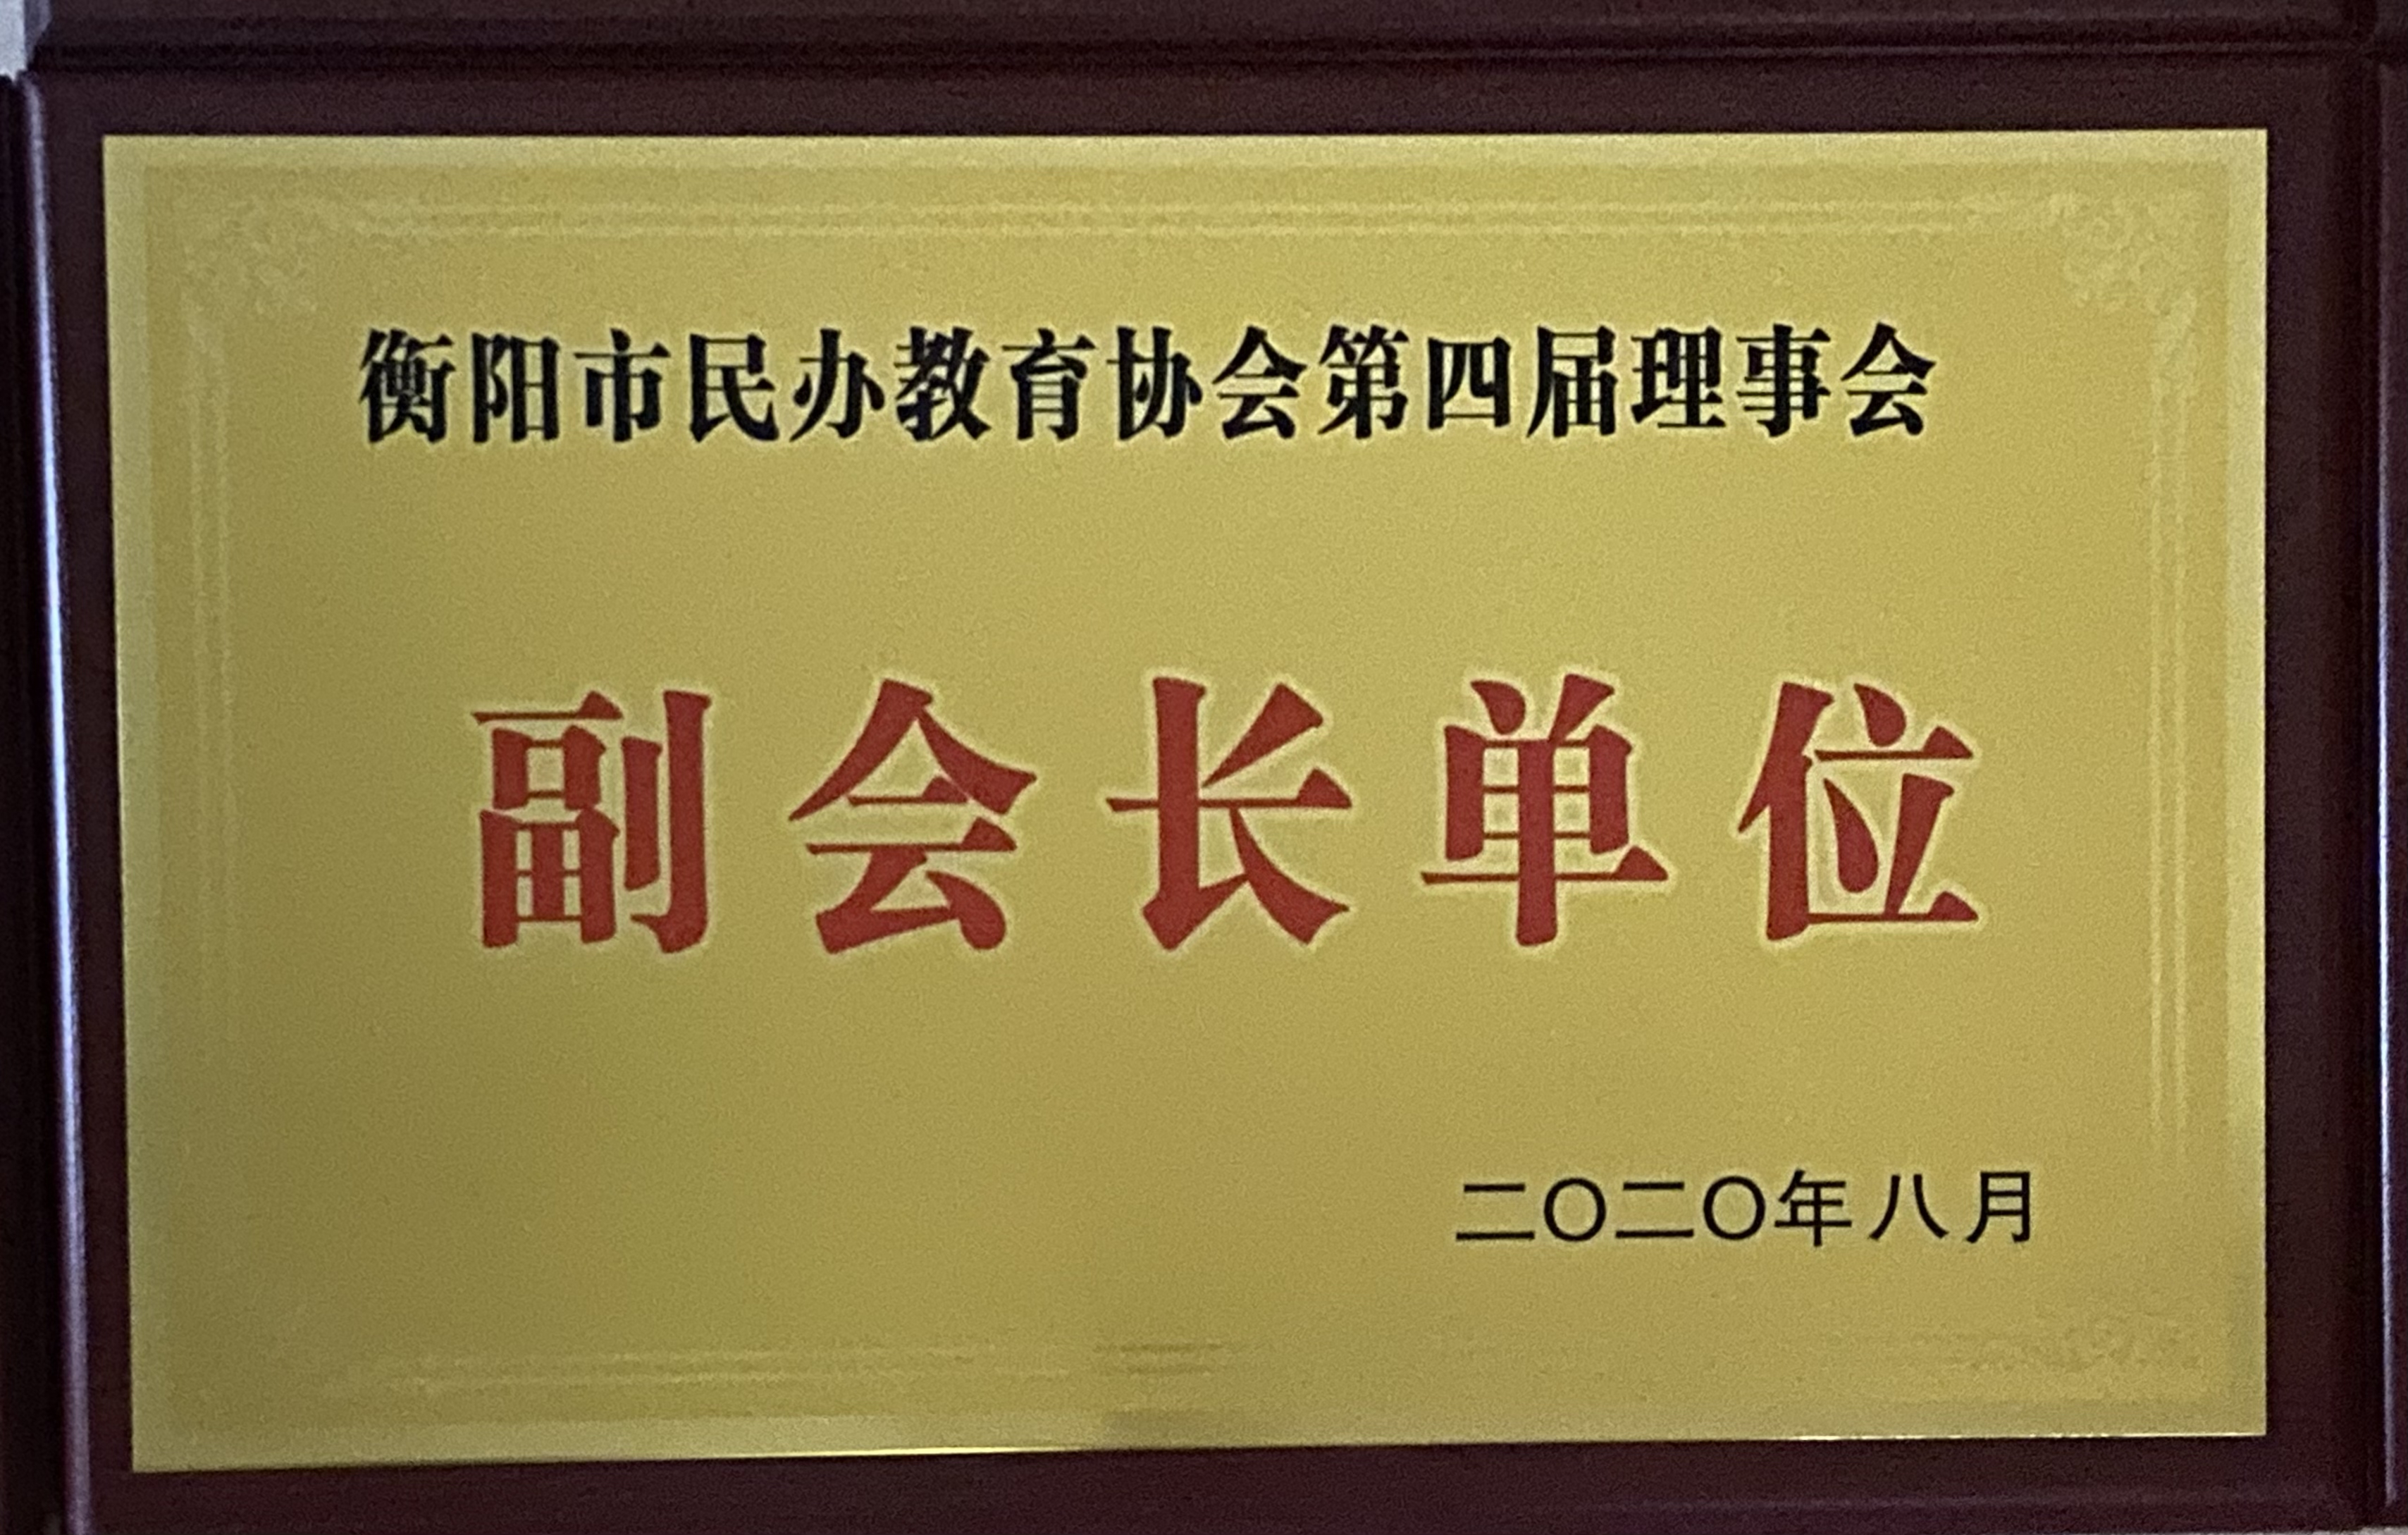 衡阳市民办教育协会第四届理事会
副会长单位
二〇二〇年八月